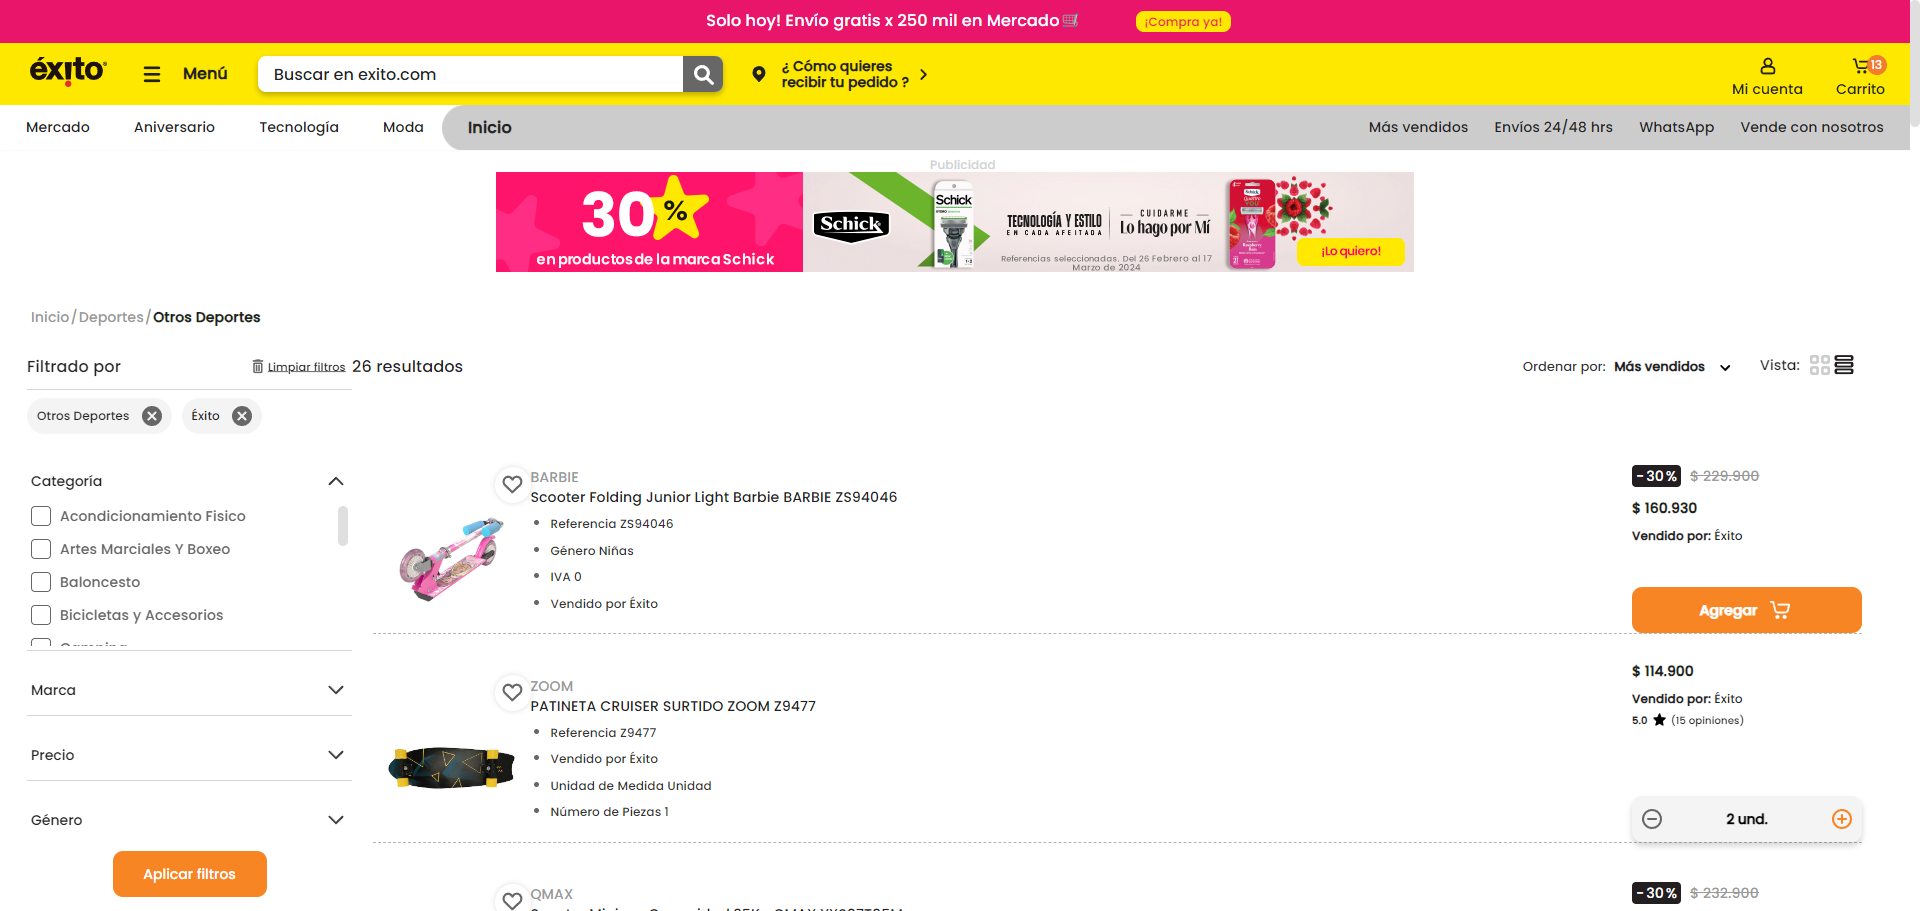 Solo hoy! Envío gratis x 250 mil en Mercado
¡Compra ya!
éxito
Menú
Buscar en exito.com
¿ Cómo quieres
recibir tu pedido ?
Mi cuenta
13
Carrito
Mercado
Aniversario
Tecnología
Moda
Inicio
Más vendidos
Envíos 24/48 hrs
WhatsApp
Vende con nosotros
Publicidad
30%
en productos de la marca Schick
Schick
Schick
TECNOLOGÍA Y ESTILO
EN CADA AFEITADA
CUIDARME
Lo hago por Mí
Referencias seleccionadas. Del 26 Febrero al 17
Marzo de 2024
¡Lo quiero!
Inicio/Deportes/Otros Deportes
Filtrado por
Limpiar filtros
26 resultados
Ordenar por: Más vendidos
Vista:
Otros Deportes
Éxito
Categoría
Acondicionamiento Fisico
Artes Marciales Y Boxeo
Baloncesto
Bicicletas y Accesorios
Marca
Precio
Género
Aplicar filtros
BARBIE
Scooter Folding Junior Light Barbie BARBIE ZS94046
Referencia ZS94046
Género Niñas
IVA 0
Vendido por Éxito
-30% $ 229.900
$ 160.930
Vendido por: Éxito
Agregar
ZOOM
PATINETA CRUISER SURTIDO ZOOM Z9477
Referencia Z9477
Vendido por Éxito
Unidad de Medida Unidad
Número de Piezas 1
$ 114.900
Vendido por: Éxito
5.0 (15 opiniones)
2 und.
QMAX
-30% $ 232.900